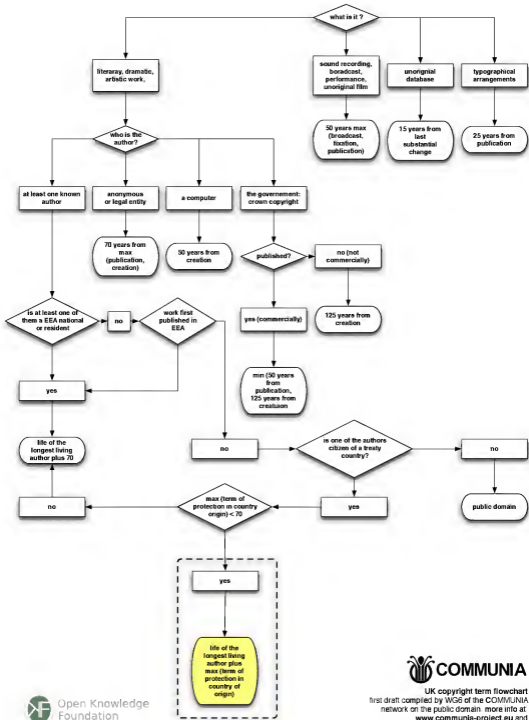 what is it ?
literaray, dramatic,
artistic work,
sound recording,
boradcast,
performance,
unoriginal film
unorignial
database
typographical
arrangements
50 years max
(broadcast,
fixation,
publication)
15 years from
last
substantial
change
25 years from
publication
who is the
author?
at least one known
author
anonymous
or legal entity
a computer
the governement:
crown copyright
70 years from
max
(publication,
creation)
50 years from
creation
published?
no (not
commercially)
is at least one of
them a EEA national
or resident
no
work first
published in
EEA
yes (commercially)
125 years from
creation
yes
min (50 years
from
publication,
125 years from
creatuion
life of the
longest living
author plus 70
no
is one of the authors
citizen of a treaty
country?
no
no
max (term of
protection in country
origin) < 70
yes
public domain
yes
life of the
longest living
author plus
max (term of
protection in
country of
origin)
COMMUNIA
UK copyright term flowchart
first draft compiled by WG6 of the COMMUNIA
network on the public domain more info at
www.communia-project.eu and
Open Knowledge
Foundation